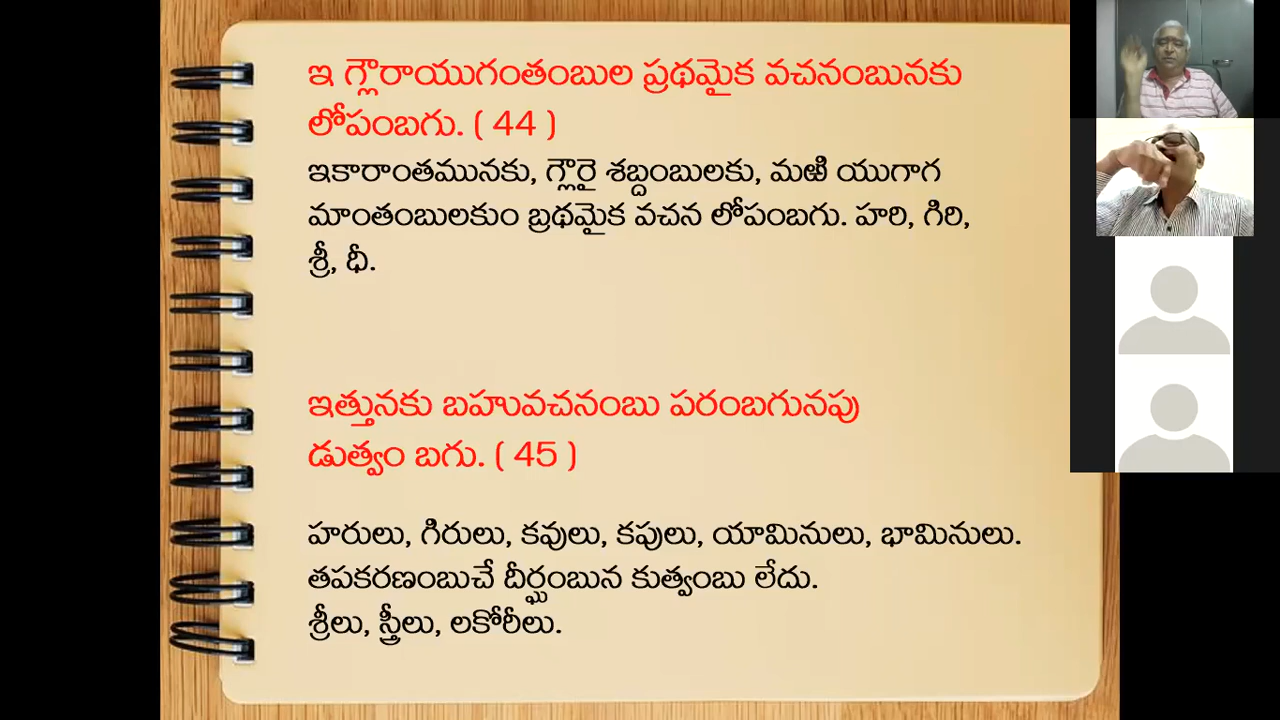 ఇ గ్లౌరాయుగంతంబుల ప్రథమైక వచనంబునకు
లోపంబగు. ( 44 )
ఇకారాంతమునకు, గ్లౌరై శబ్దంబులకు, మఱి యుగాగ
మాంతంబులకుం బ్రథమైక వచన లోపంబగు. హరి, గిరి,
శ్రీ, ధీ.
ఇత్తునకు బహువచనంబు పరంబగునపు
డుత్వం బగు. ( 45 )
హరులు, గిరులు, కవులు, కపులు, యామినులు, భామినులు.
తపకరణంబుచే దీర్ఘంబున కుత్వంబు లేదు.
శ్రీలు, స్త్రీలు, లకోరీలు.